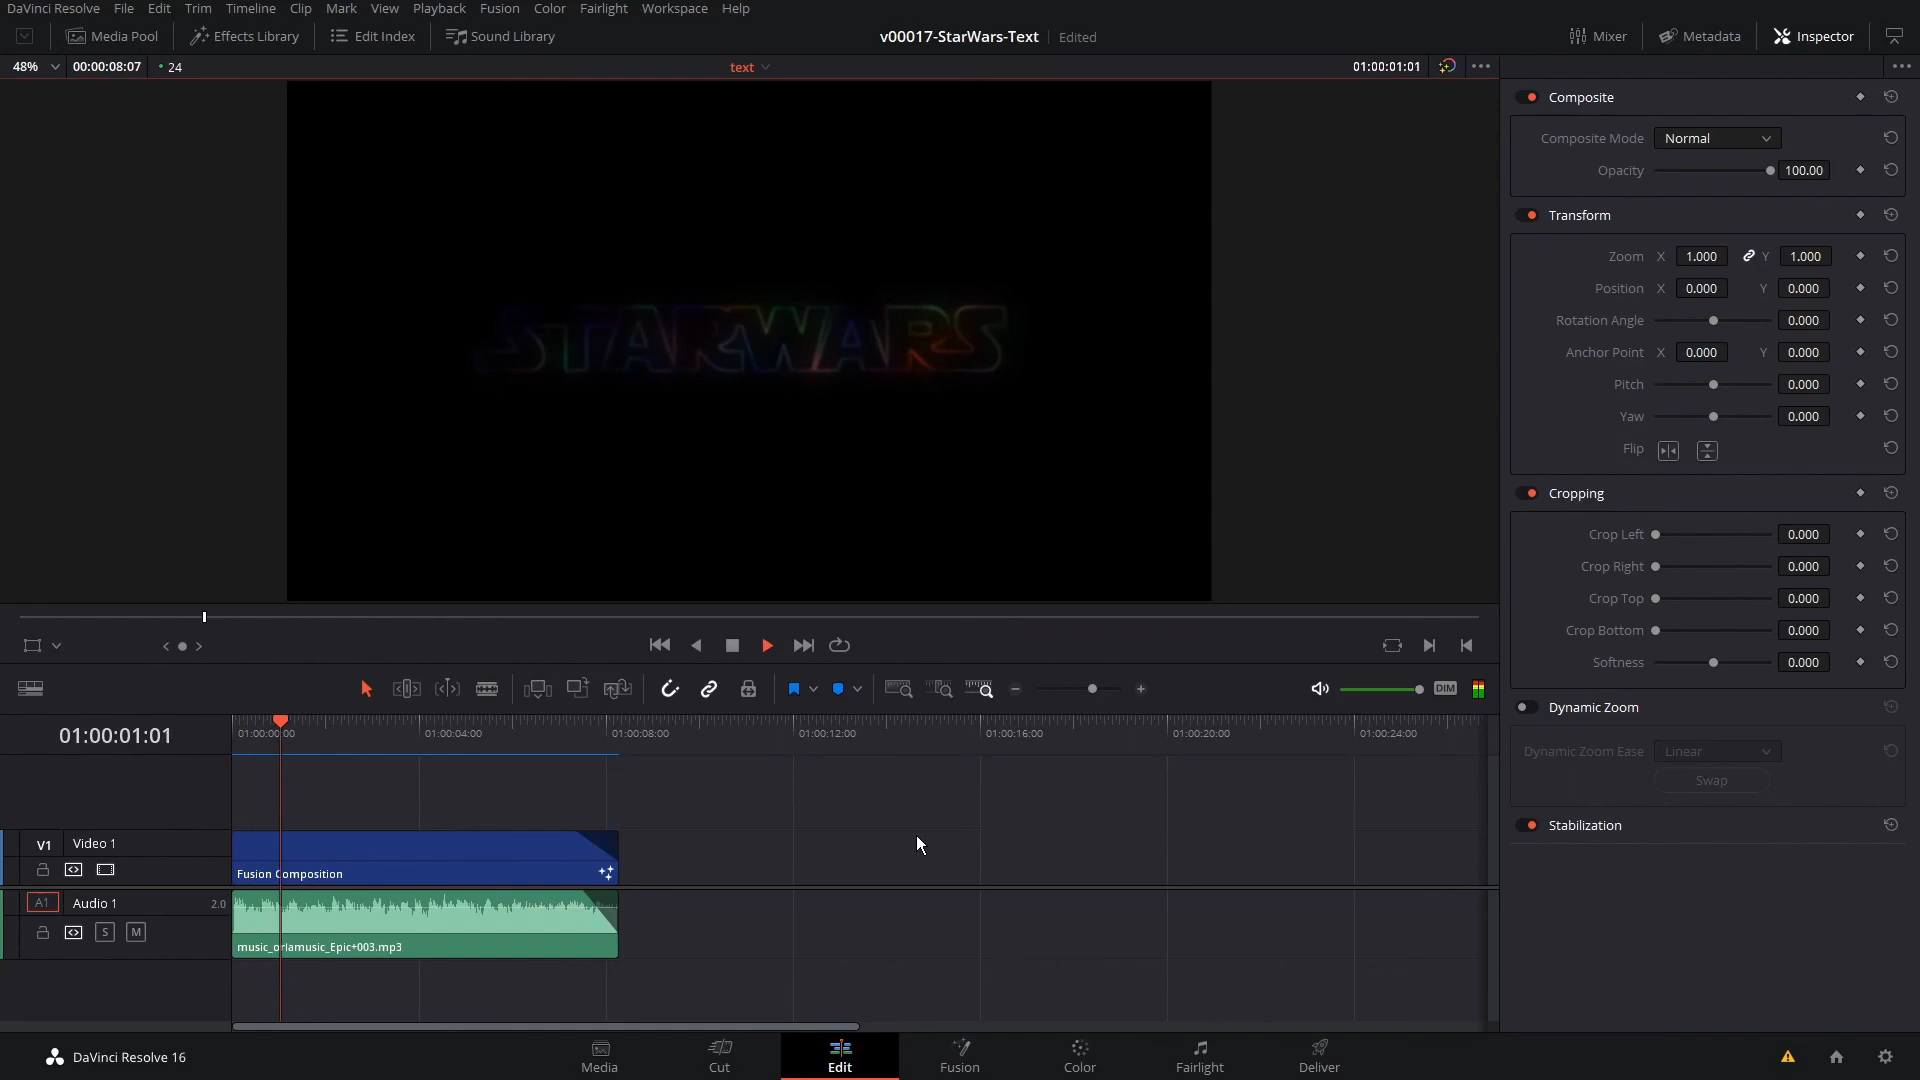 DaVinci Resolve File Edit Trim Timeline Clip Mark View Playback Fusion Color Fairlight Workspace Help
Media Pool Effects Library Edit Index Sound Library v00017-StarWars-Text Edited Mixer Metadata Inspector
48% 00:00:08:07 24 text 01:00:01:01
Composite
Composite Mode Normal
Opacity 100.00
Transform
Zoom X 1.000 Y 1.000
Position X 0.000 Y 0.000
STARWARS
Rotation Angle 0.000
Anchor Point X 0.000 Y 0.000
Pitch 0.000
Yaw 0.000
Flip
Cropping
Crop Left 0.000
Crop Right 0.000
Crop Top 0.000
Crop Bottom 0.000
Softness 0.000
DIM
Dynamic Zoom
Dynamic Zoom Ease Linear
Swap
Stabilization
01:00:01:01 01:00:00:00 01:00:04:00 01:00:08:00 01:00:12:00 01:00:16:00 01:00:20:00 01:00:24:00
V1 Video 1
Fusion Composition
A1 Audio 1 2.0
S M
music_orlamusic_Epic+003.mp3
DaVinci Resolve 16 Media Cut Edit Fusion Color Fairlight Deliver